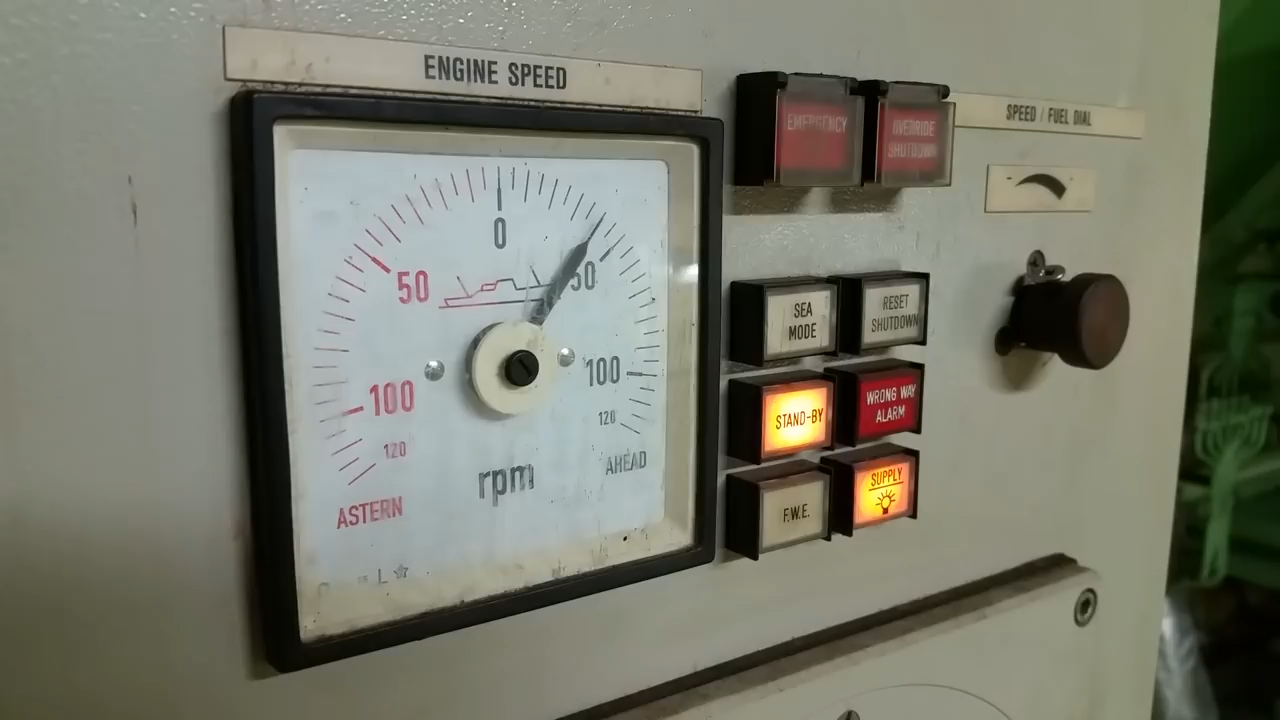 ENGINE SPEED
EMERGENCY
OVERRIDE
SHUTDOWN
SPEED / FUEL DIAL
0
50
50
100
100
120
120
rpm
AHEAD
ASTERN
SEA
MODE
RESET
SHUTDOWN
STAND-BY
WRONG WAY
ALARM
F.W.E.
SUPPLY